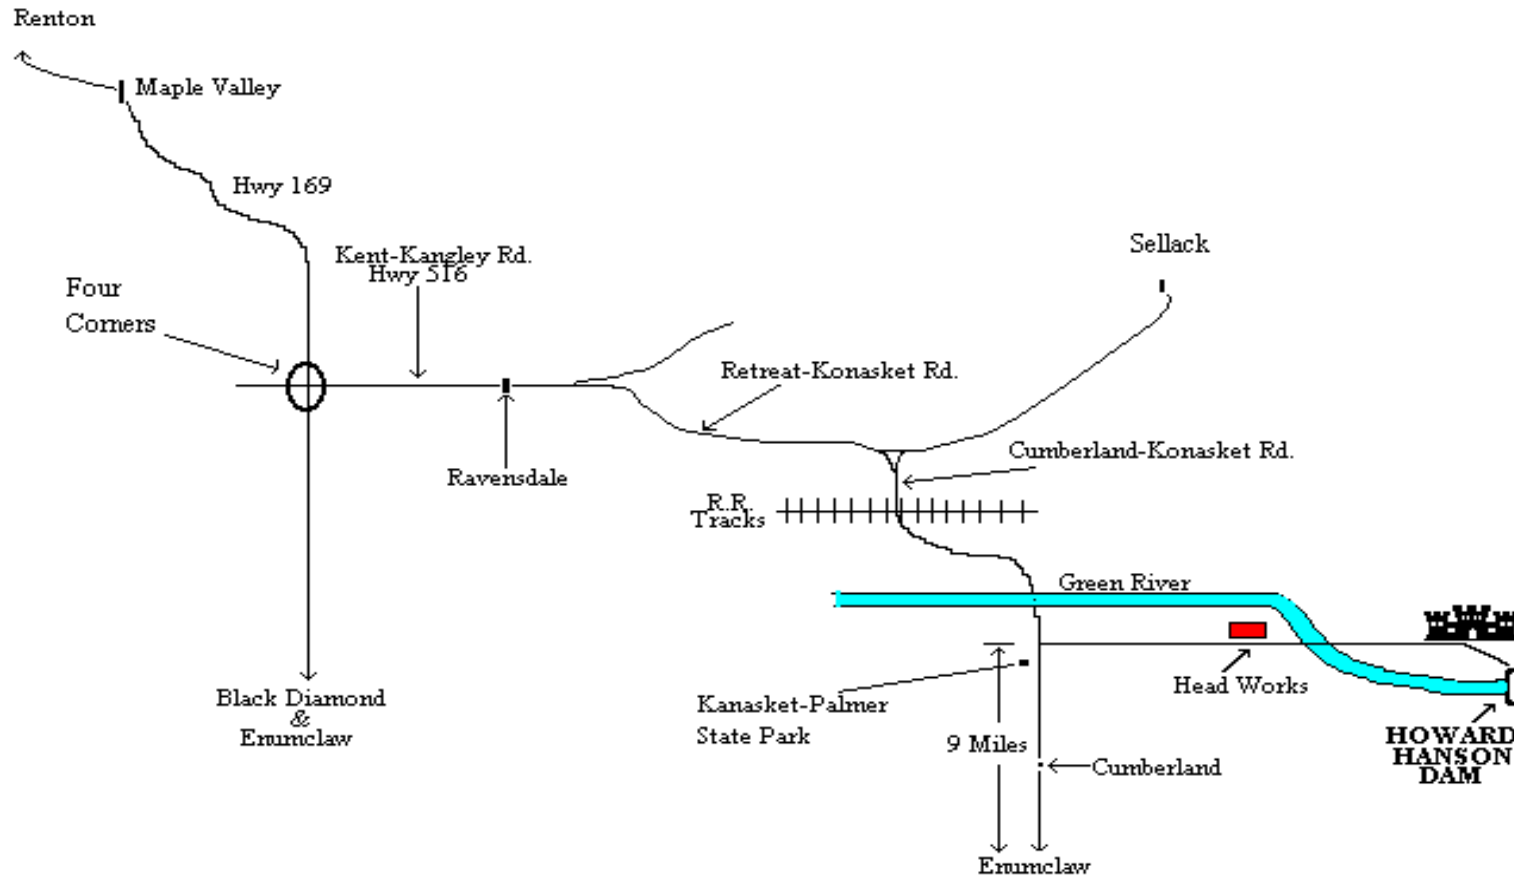 Renton
Maple Valley
Hwy 169
Kent-Kangley Rd.
Hwy 516
Sellack
Four
Corners
Retreat-Konasket Rd.
Ravensdale
Cumberland-Konasket Rd.
R.R.
Tracks
Green River
Head Works
Black Diamond
&
Enumclaw
Kanasket-Palmer
State Park
9 Miles
HOWARD
HANSON
DAM
Cumberland
Enumclaw